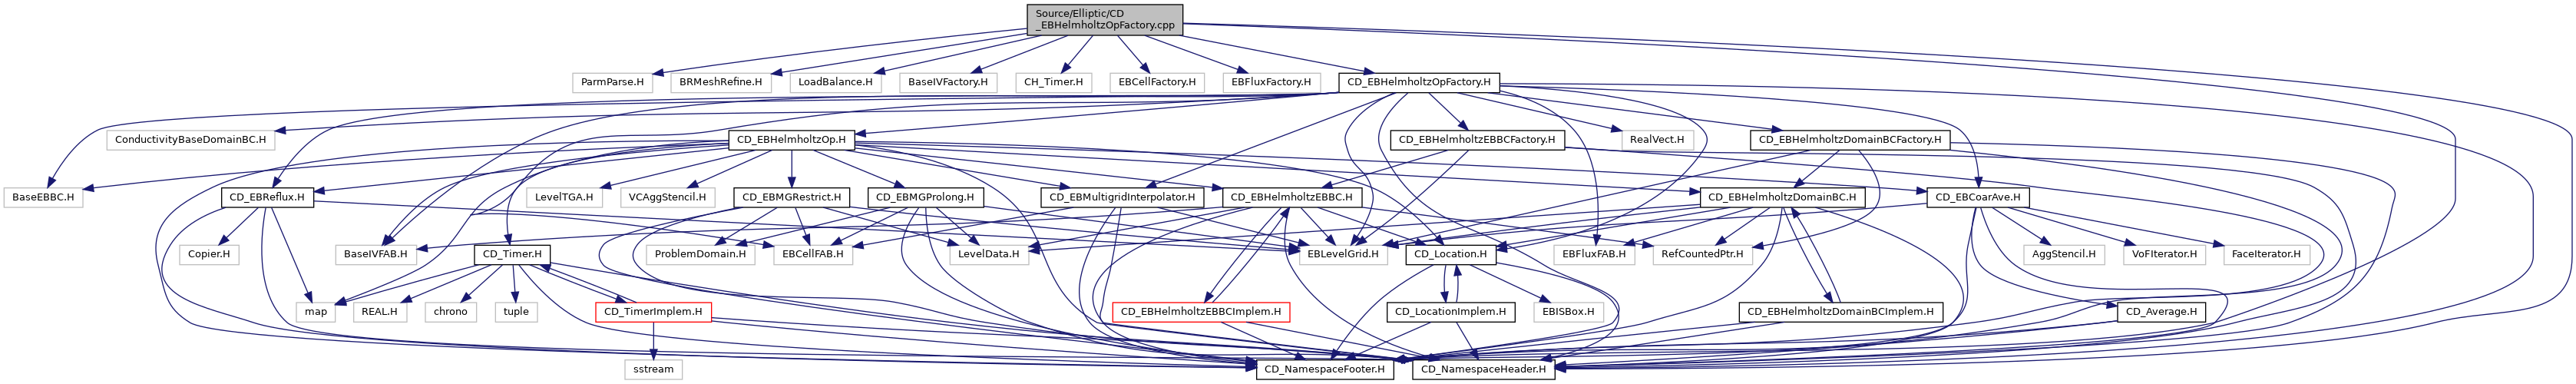 Source/Elliptic/CD
_EBHelmholtzOpFactory.cpp
ParmParse.H
BRMeshRefine.H
LoadBalance.H
BaseIVFactory.H
CH_Timer.H
EBCellFactory.H
EBFluxFactory.H
CD_EBHelmholtzOpFactory.H
ConductivityBaseDomainBC.H
CD_EBHelmholtzOp.H
CD_EBHelmholtzEBBCFactory.H
RealVect.H
CD_EBHelmholtzDomainBCFactory.H
BaseEBBC.H
CD_EBReflux.H
LevelTGA.H
VCAggStencil.H
CD_EBMGRestrict.H
CD_EBMGProlong.H
CD_EBMultigridInterpolator.H
CD_EBHelmholtzEBBC.H
CD_EBHelmholtzDomainBC.H
CD_EBCoarAve.H
Copier.H
BaseIVFAB.H
CD_Timer.H
ProblemDomain.H
EBCellFAB.H
LevelData.H
EBLevelGrid.H
CD_Location.H
EBFluxFAB.H
RefCountedPtr.H
AggStencil.H
VoFIterator.H
FaceIterator.H
map
REAL.H
chrono
tuple
CD_TimerImplem.H
CD_EBHelmholtzEBBCImplem.H
CD_LocationImplem.H
EBISBox.H
CD_EBHelmholtzDomainBCImplem.H
CD_Average.H
sstream
CD_NamespaceFooter.H
CD_NamespaceHeader.H